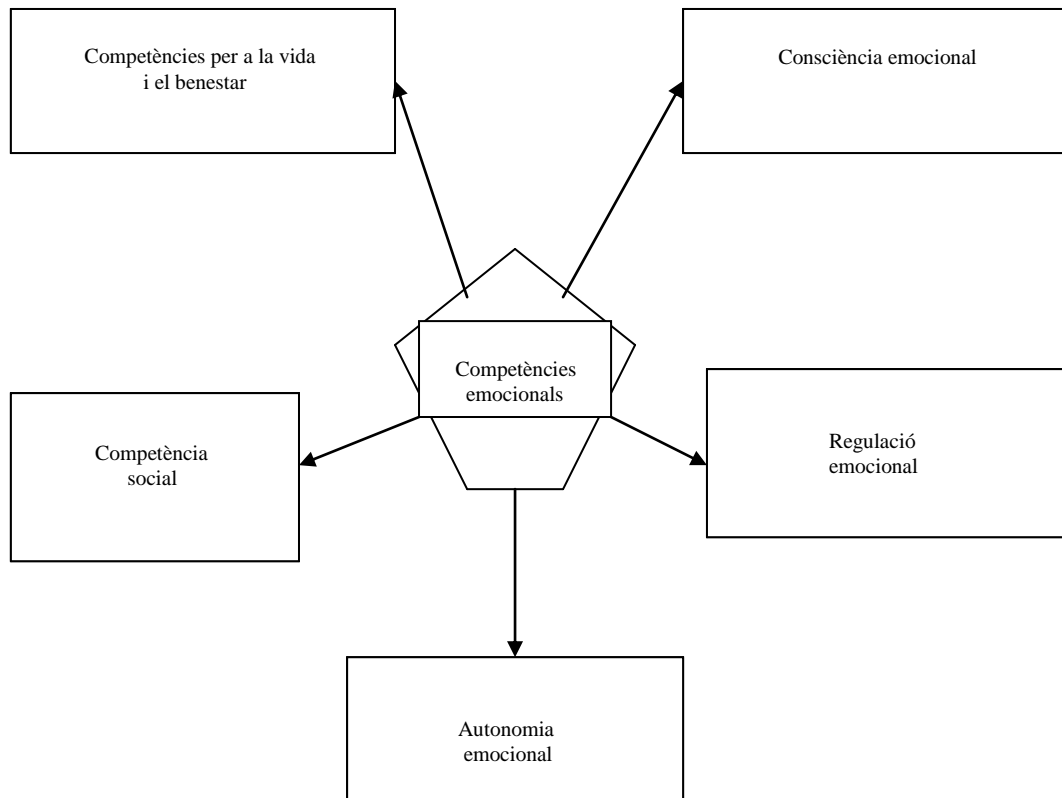 Competències per a la vida
i el benestar
Consciència emocional
Competències
emocionals
Competència
social
Regulació
emocional
Autonomia
emocional